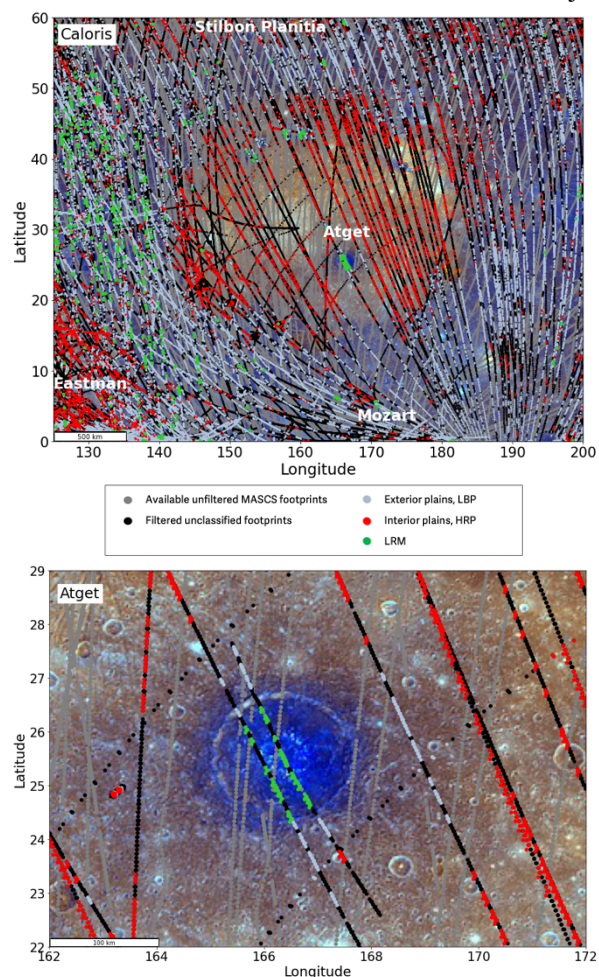 Stilbon Planitia
Caloris
60
50
40
30
20
10
0
Latitude
Atget
Eastman
Mozart
500 km
130 140 150 160 170 180 190 200
Longitude
Available unfiltered MASCS footprints
Exterior plains, LBP
Filtered unclassified footprints
Interior plains, HRP
LRM
29
28
27
26
25
24
23
22
Atget
Latitude
100 km
162 164 166 168 170 172
Longitude